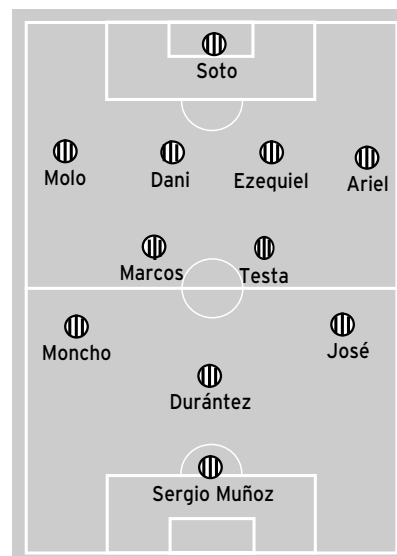 Soto
Molo Dani Ezequiel Ariel
Marcos Testa
Moncho José
Durántez
Sergio Muñoz